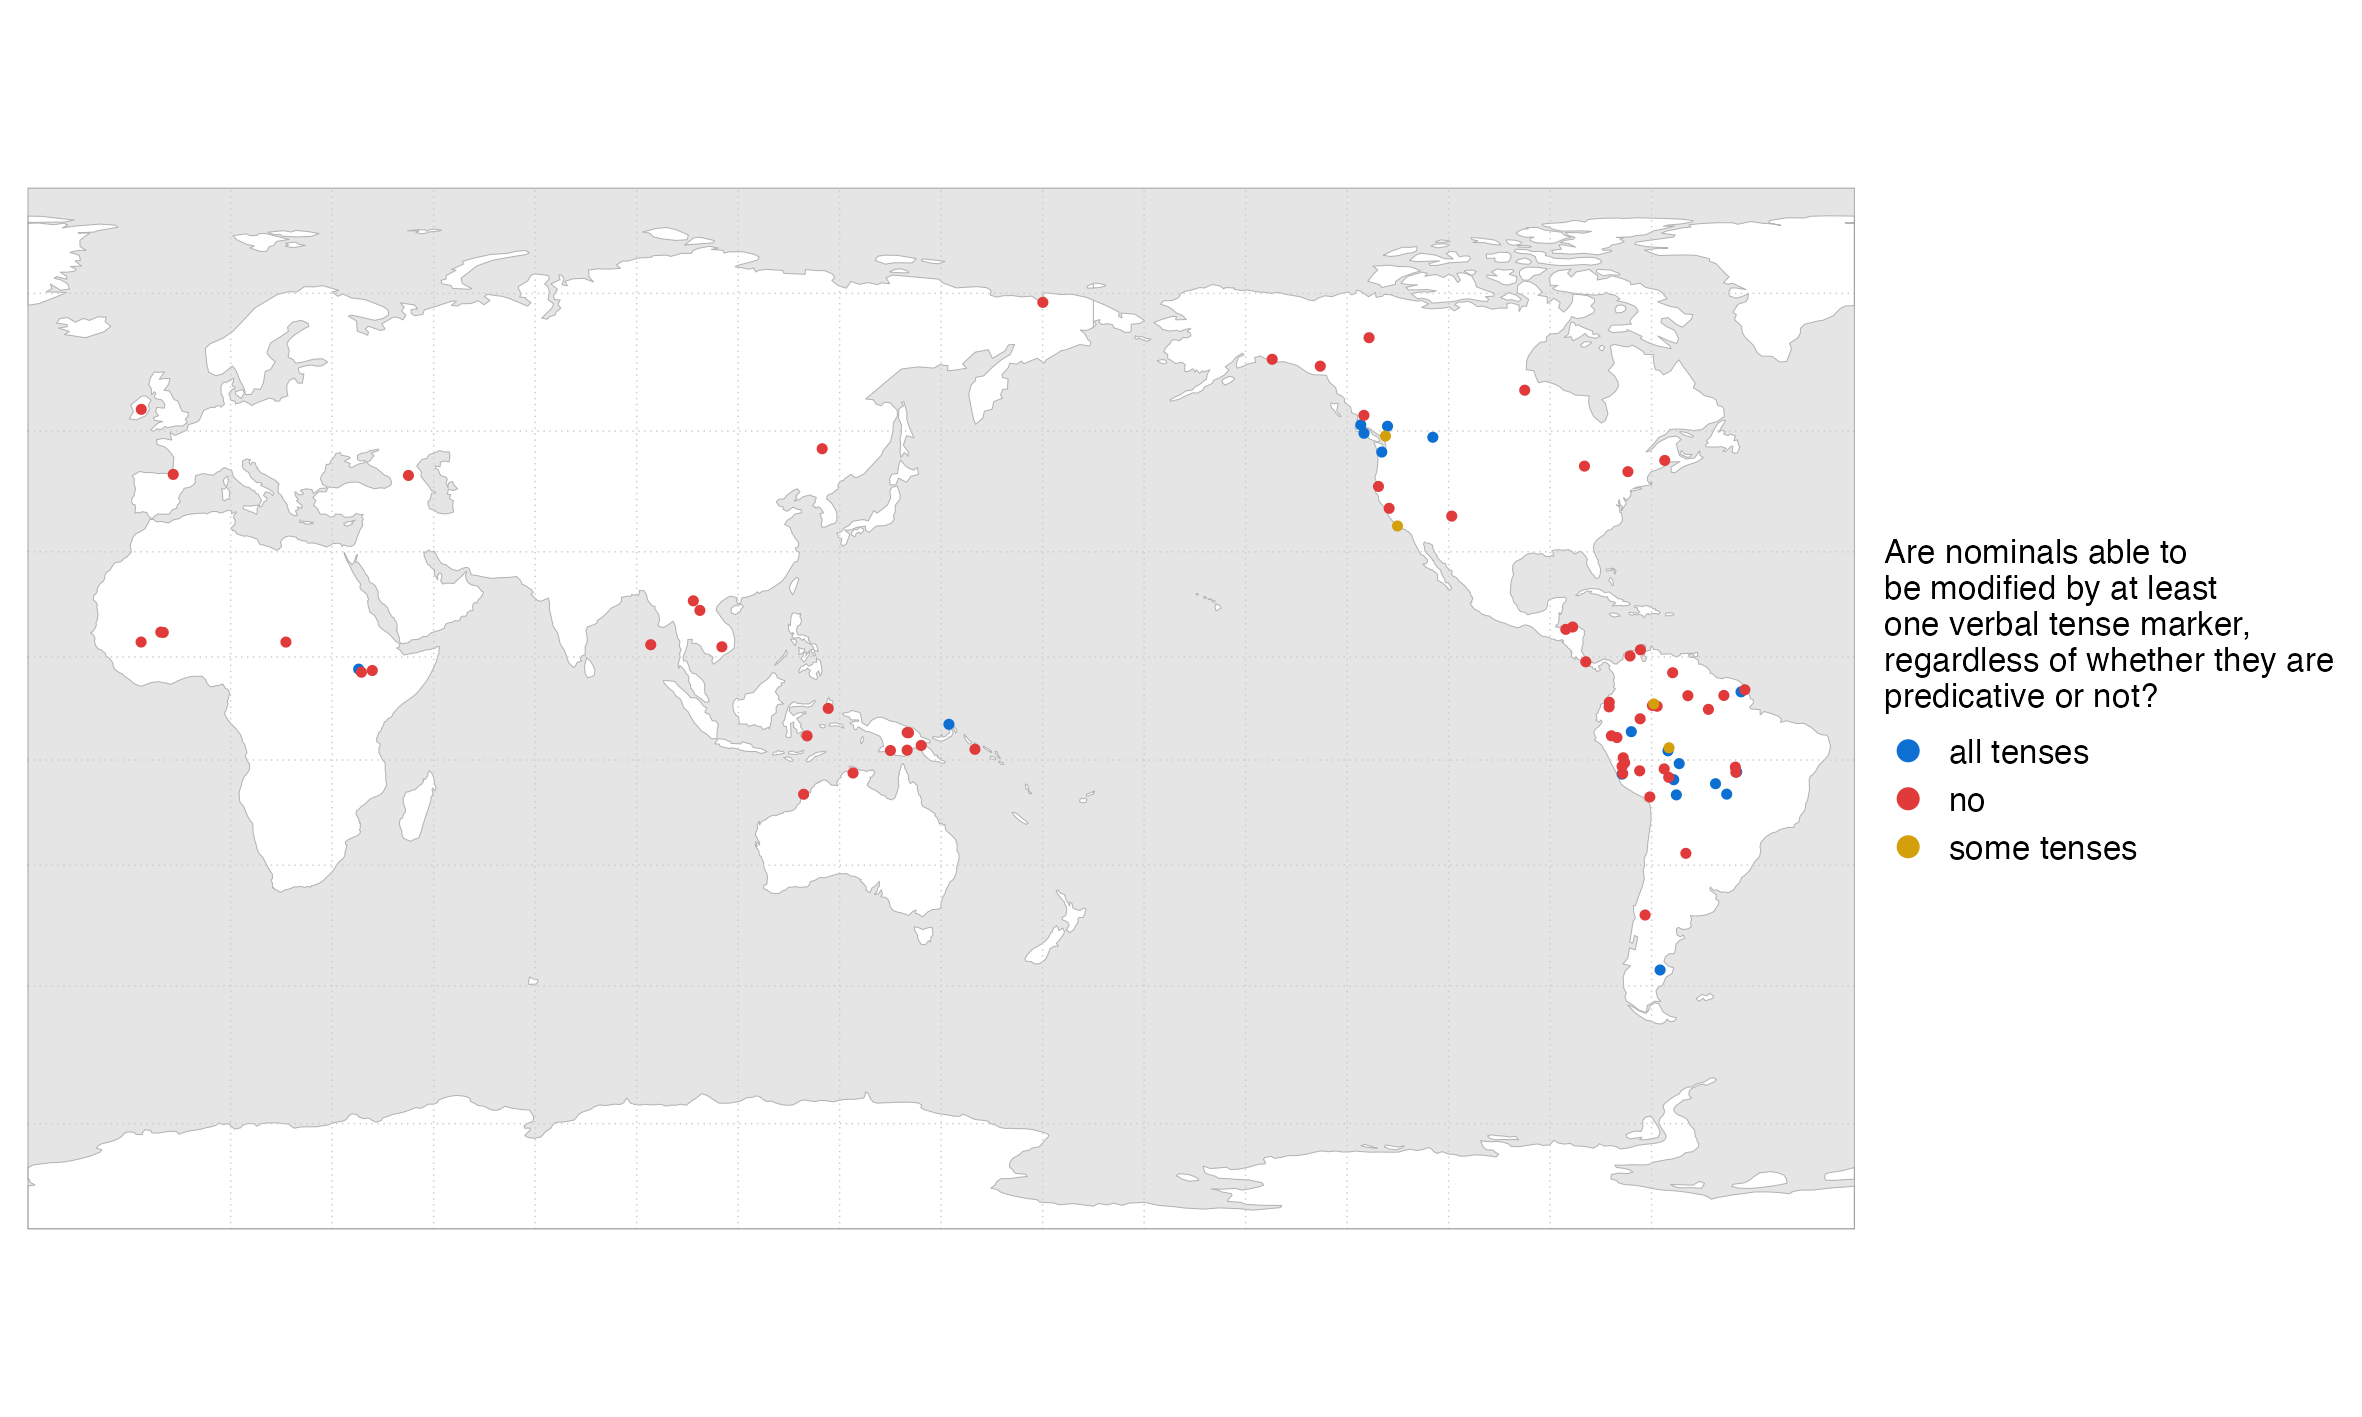 Are nominals able to
be modified by at least
one verbal tense marker,
regardless of whether they are
predicative or not?
all tenses
no
some tenses